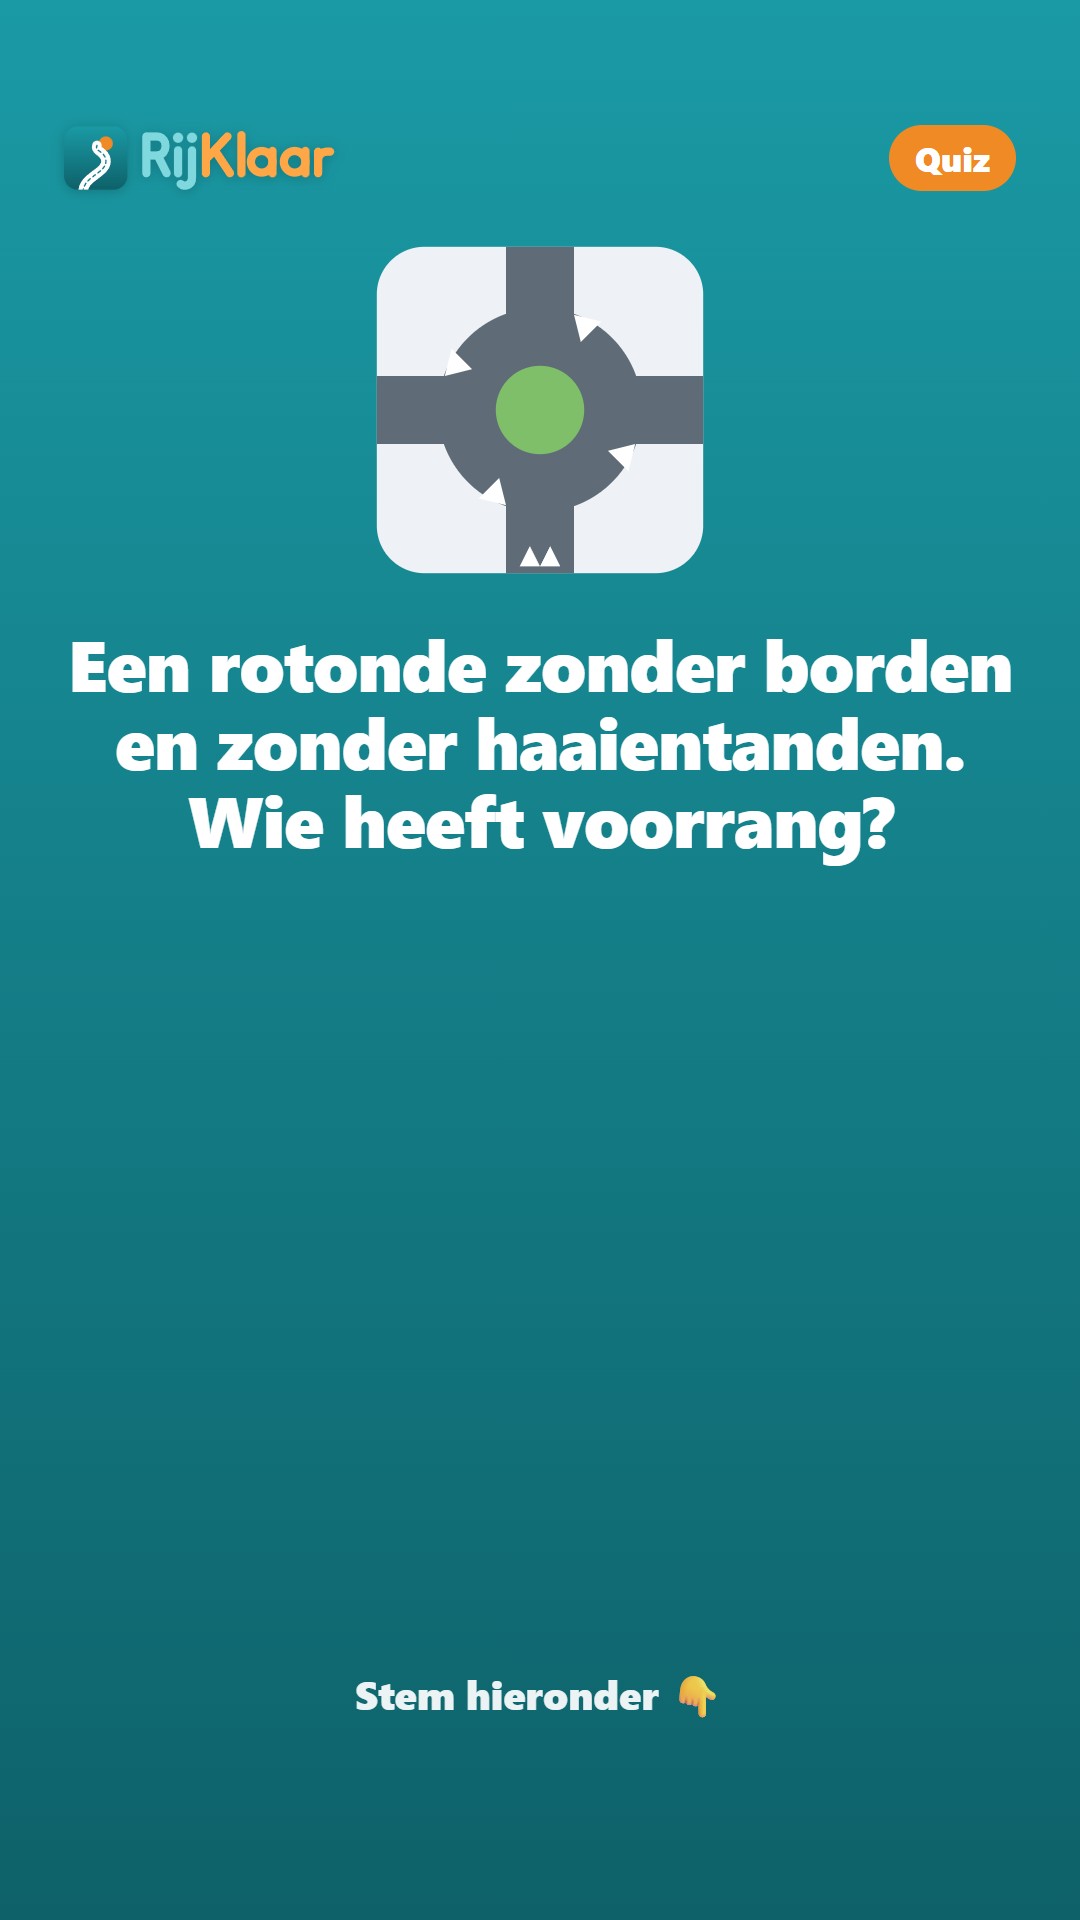 RijKlaar
Quiz
Een rotonde zonder borden
en zonder haaientanden.
Wie heeft voorrang?
Stem hieronder 👇